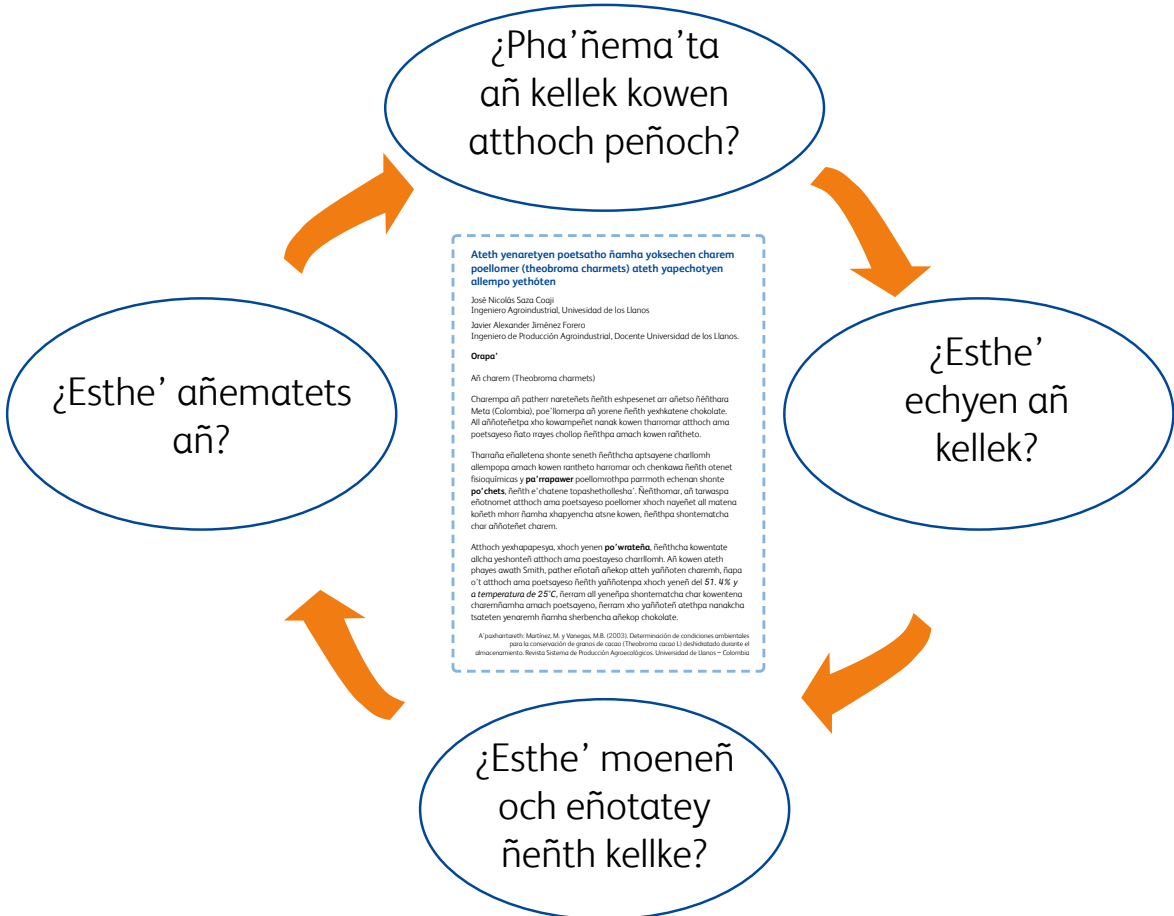 ¿Pha’ñema’ta
añ kellek kowen
atthoch peñoch?
¿Esthe’
echyen añ
kellek?
¿Esthe’ moeneñ
och eñotatey
ñeñth kellke?
¿Esthe’ añematets
añ?
Ateth yenaretyen poetsatho ñamha yoksechen charem
poellomer (theobroma charmets) ateth yapechotyen
allempo yethóten
José Nicolás Saza Coaji
Ingeniero Agroindustrial, Univesidad de los Llanos
Javier Alexander Jiménez Forero
Ingeniero de Producción Agroindustrial, Docente Universidad de los Llanos.
Orapa’
Añ charem (Theobroma charmets)
Charempa añ patherr nareteñets ñeñth eshpesenet arr añetso ñéñthara
Meta (Colombia), poe’llomerpa añ yorene ñeñth yexhkatene chokolate.
All aññoteñetpa xho kowampeñet nanak kowen tharromar atthoch ama
poetsayeso ñato rrayes chollop ñeñthpa amach kowen rañtheto.
Tharraña eñalletena shonte seneth ñeñthcha aptsayene charllomh
allempopa amach kowen rantheto harromar och chenkawa ñeñth otenet
fisioquímicas y pa’rrapawer poellomrothpa parrmoth echenan shonte
po’chets, ñeñth e’chatene topashethollesha’. Ñeñthomar, añ tarwaspa
eñotnomet atthoch ama poetsayeso poellomer xhoch nayeñet all matena
koñeth mhorr ñamha xhapyencha atsne kowen, ñeñthpa shontematcha
char aññoteñet charem.
Atthoch yexhapapesya, xhoch yenen po’wrateña, ñeñthcha kowentate
allcha yeshonteñ atthoch ama poestayeso charrllomh. Añ kowen ateth
phayes awath Smith, pather eñotañ añekop atteh yaññoten charemh, ñapa
o’t atthoch ama poetsayeso ñeñth yaññotenpa xhoch yeneñ del 51. 4% y
a temperatura de 25°C, ñerram all yeneñpa shontematcha char kowentena
charemñamha amach poetsayeno, ñerram xho yaññoteñ atethpa nanakcha
tsateten yenaremh ñamha sherbencha añekop chokolate.
A’paxhantareth: Martínez, M. y Vanegas, M.B. (2003). Determinación de condiciones ambientales
para la conservación de granos de cacao (Theobroma cacao L) deshidratado durante el
almacenamiento. Revista Sistema de Producción Agroecológicos. Universidad de Llanos – Colombia